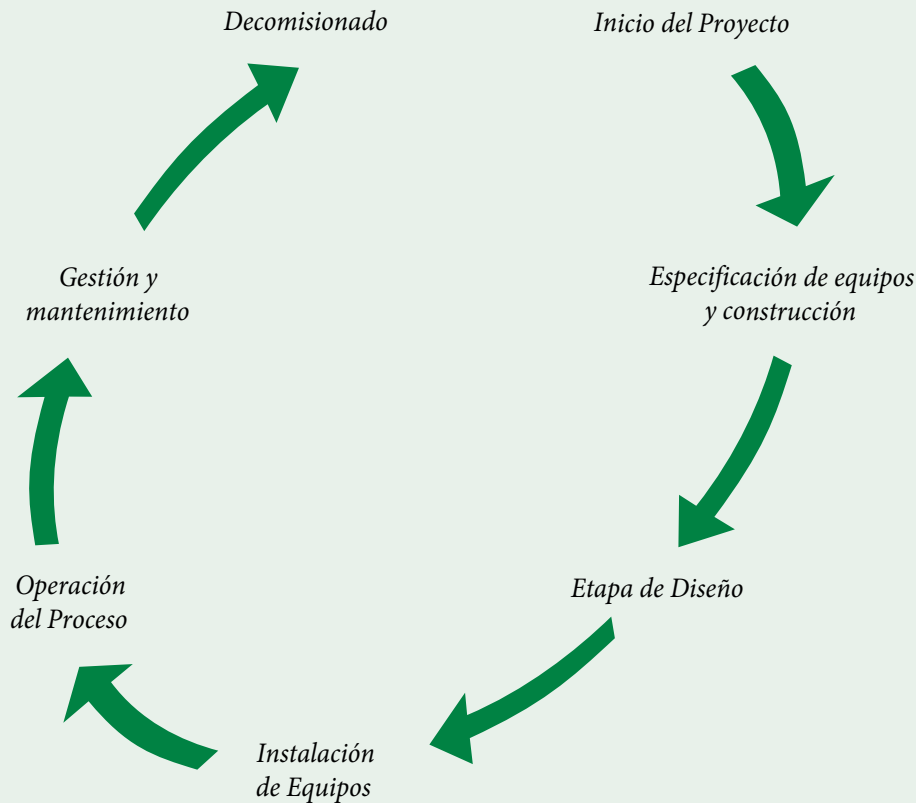 Decomisionado
Inicio del Proyecto
Especificación de equipos
y construcción
Etapa de Diseño
Instalación
de Equipos
Operación
del Proceso
Gestión y
mantenimiento